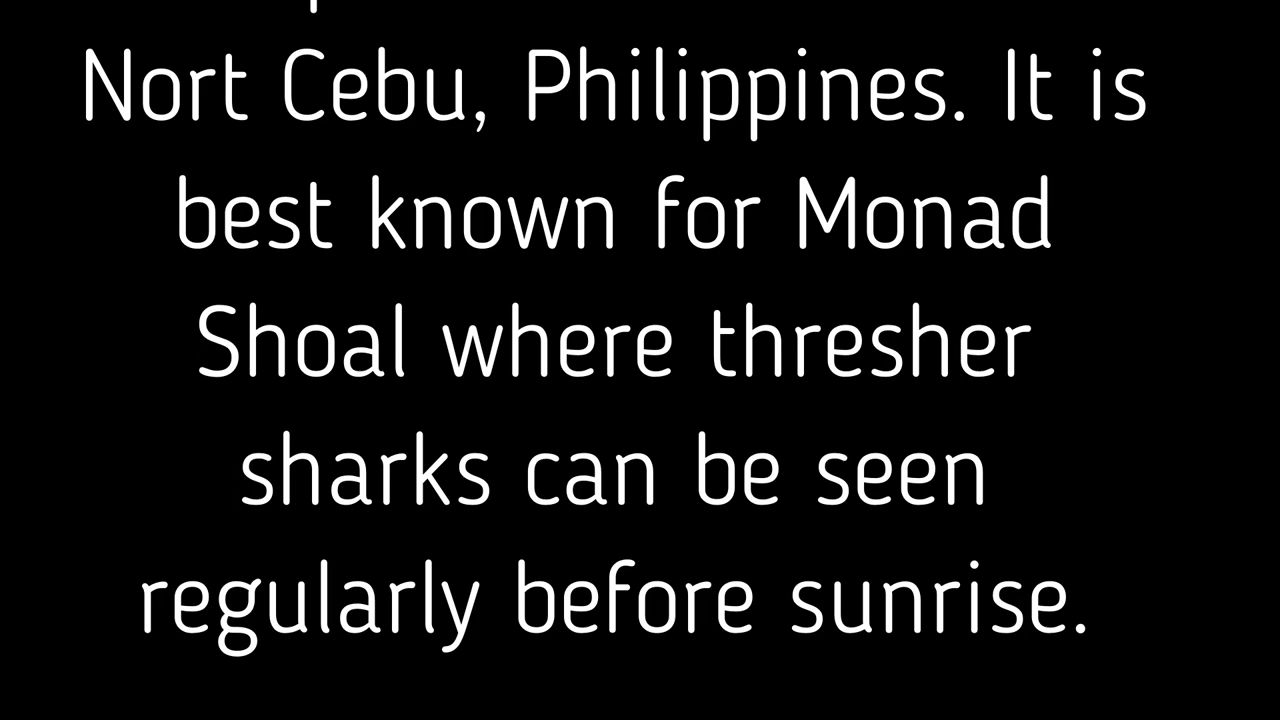 Nort Cebu, Philippines. It is
best known for Monad
Shoal where thresher
sharks can be seen
regularly before sunrise.